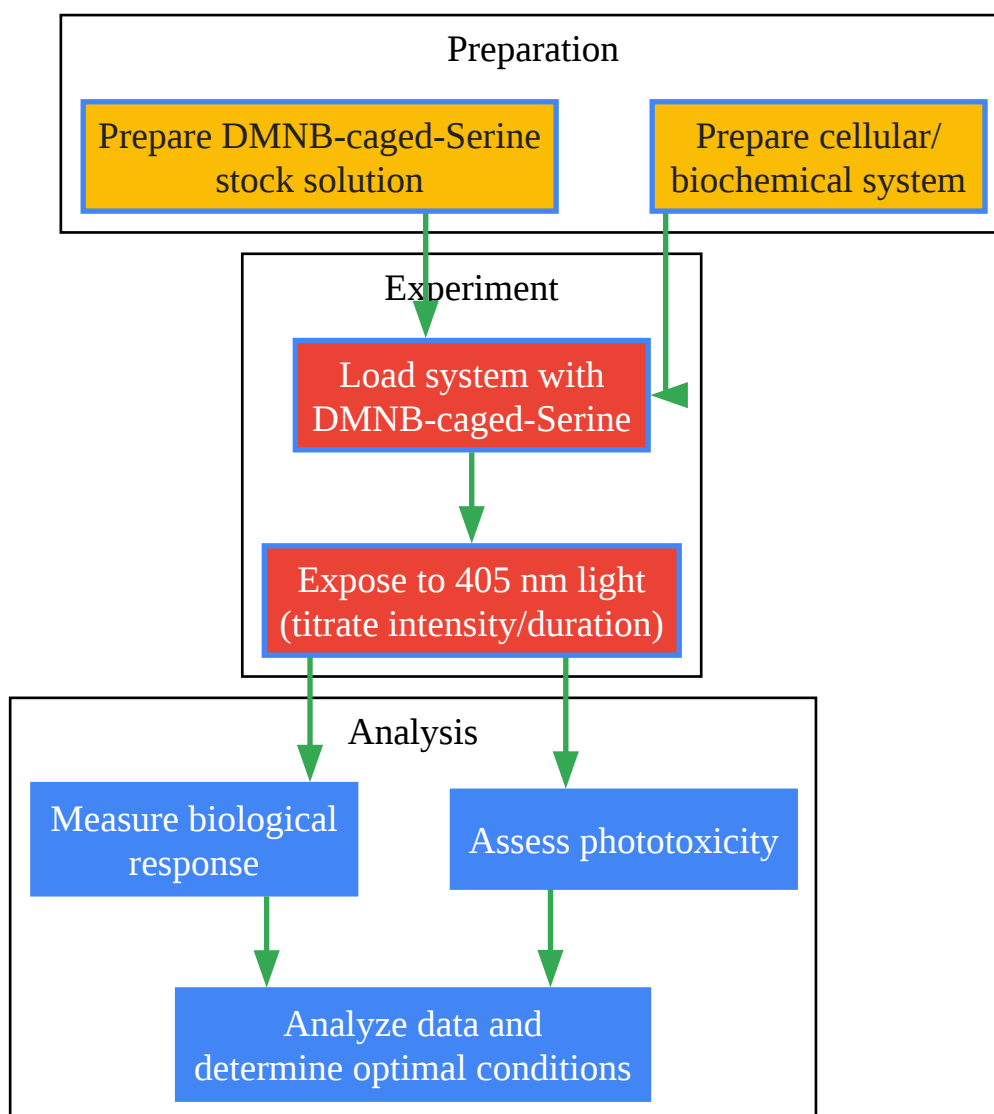 Preparation
Prepare DMNB-caged-Serine
stock solution
Prepare cellular/
biochemical system
Experiment
Load system with
DMNB-caged-Serine
Expose to 405 nm light
(titrate intensity/duration)
Analysis
Measure biological
response
Assess phototoxicity
Analyze data and
determine optimal conditions